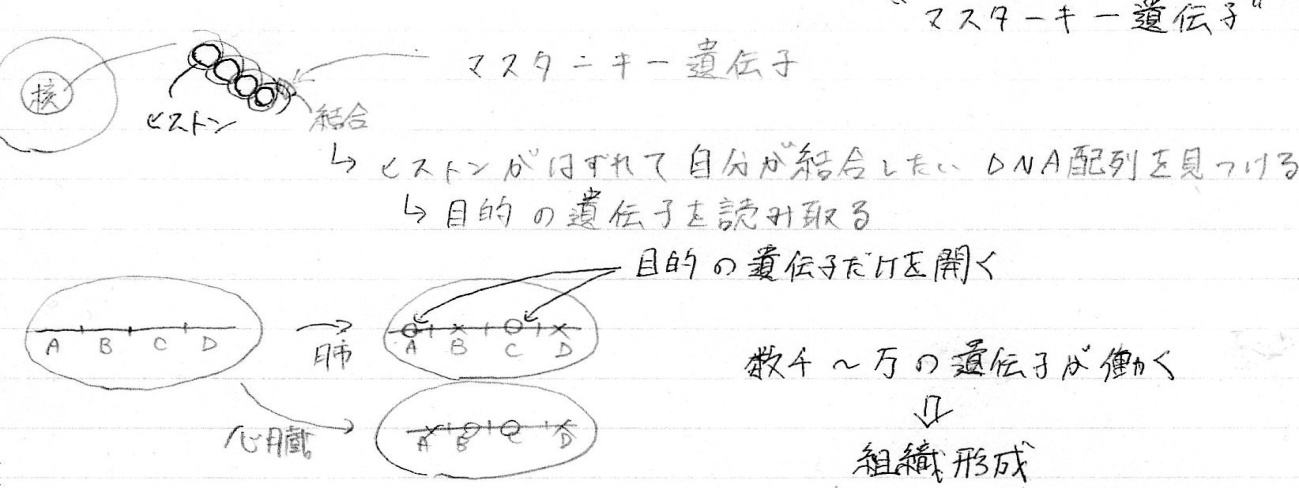 "マスターキー遺伝子"
核
マスターキー遺伝子
ヒストン
結合
↳ ヒストンがはずれて自分が結合したいDNA配列を見つける
↳ 目的の遺伝子を読み取る
目的の遺伝子だけを開く
A B C D
肺
A B C D
数千～万の遺伝子が働く
⇩
心臓
A B C D
組織形成